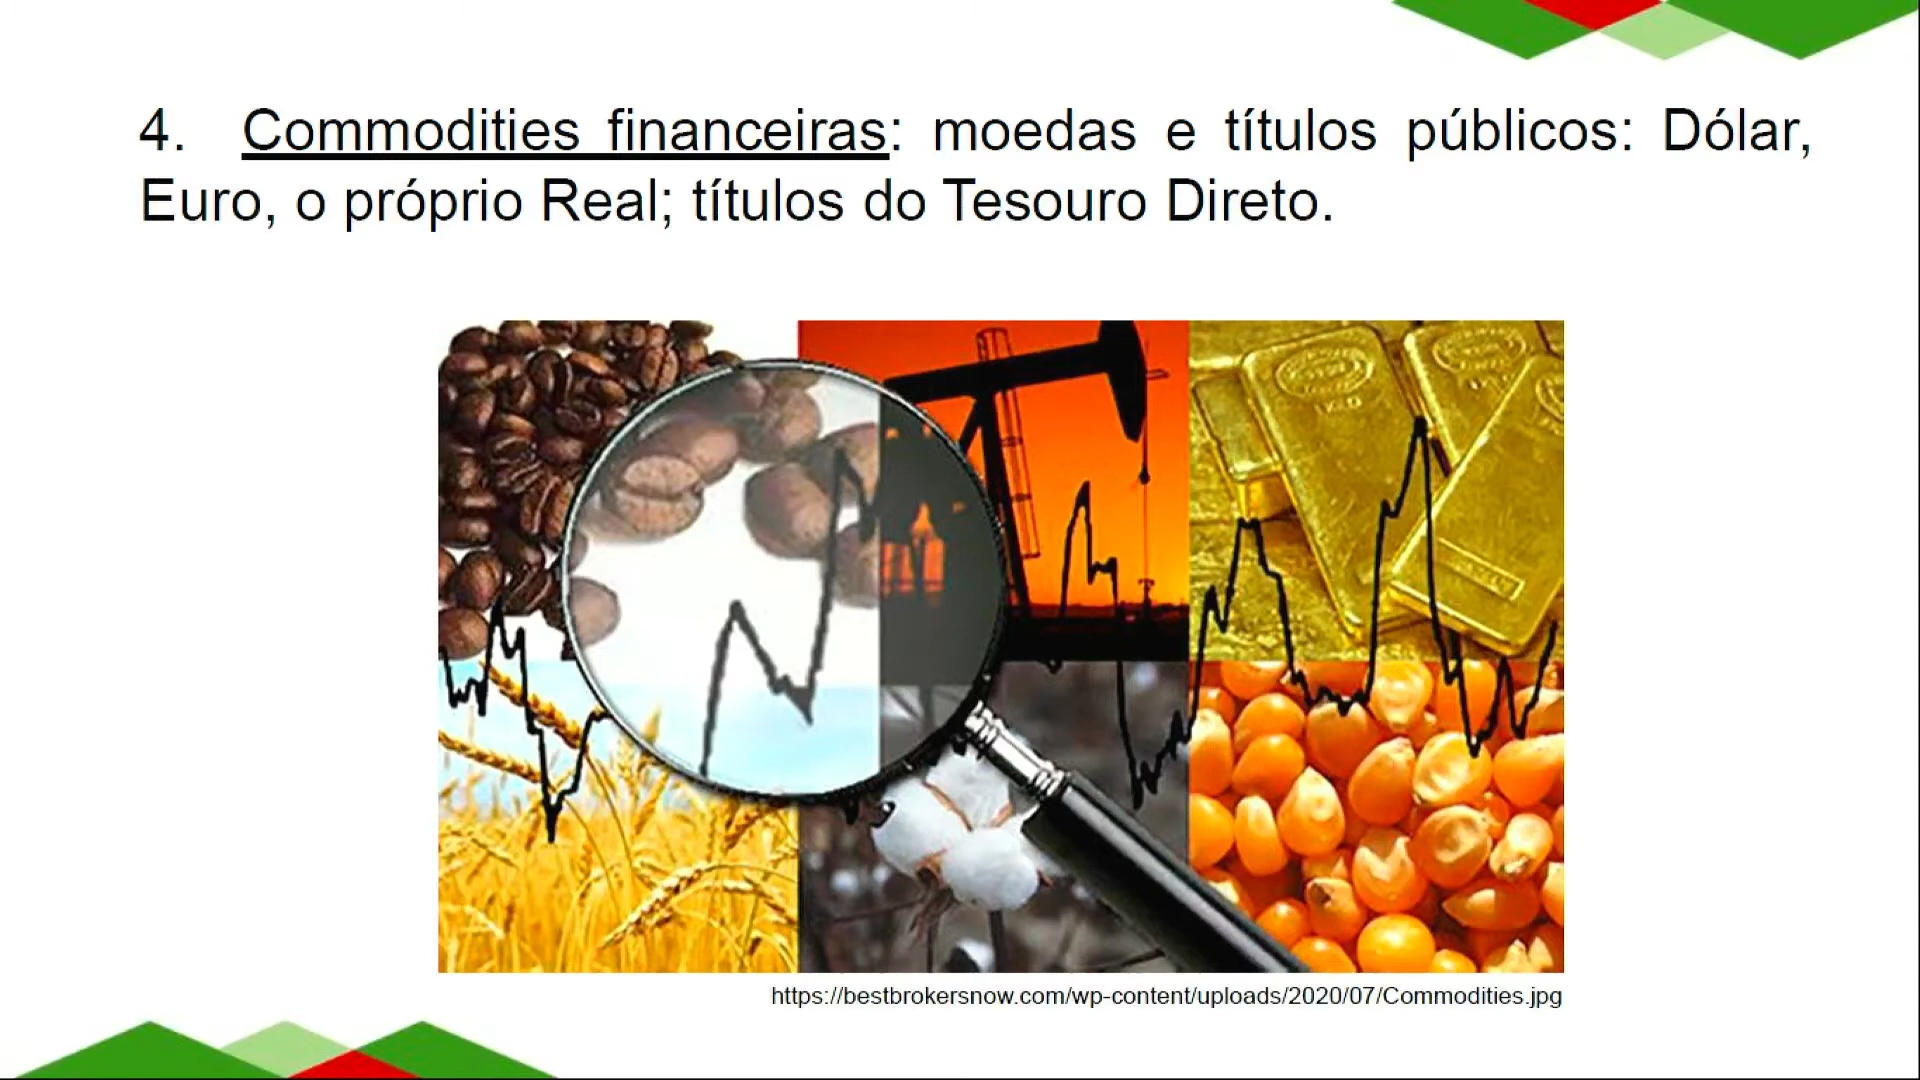 4. Commodities financeiras: moedas e títulos públicos: Dólar,
Euro, o próprio Real; títulos do Tesouro Direto.
https://bestbrokersnow.com/wp-content/uploads/2020/07/Commodities.jpg